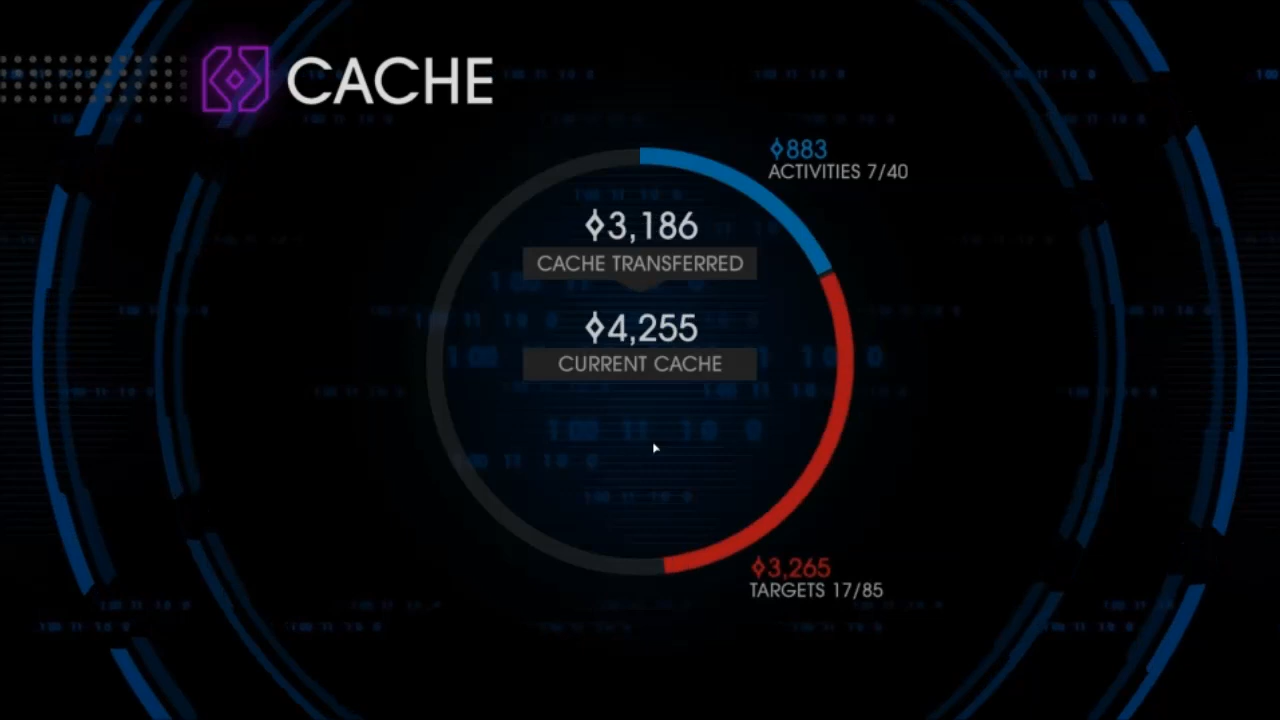 CACHE
883
ACTIVITIES 7/40
3,186
CACHE TRANSFERRED
4,255
CURRENT CACHE
3,265
TARGETS 17/85